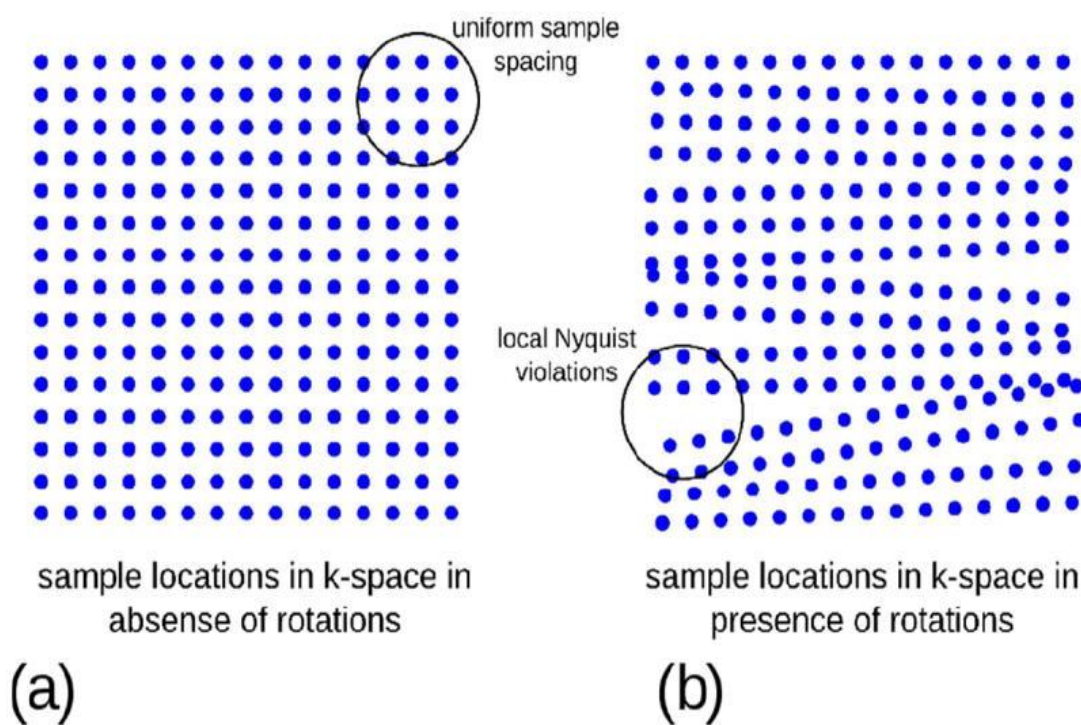 uniform sample
spacing
local Nyquist
violations
sample locations in k-space in
absense of rotations
sample locations in k-space in
presence of rotations
(a)
(b)